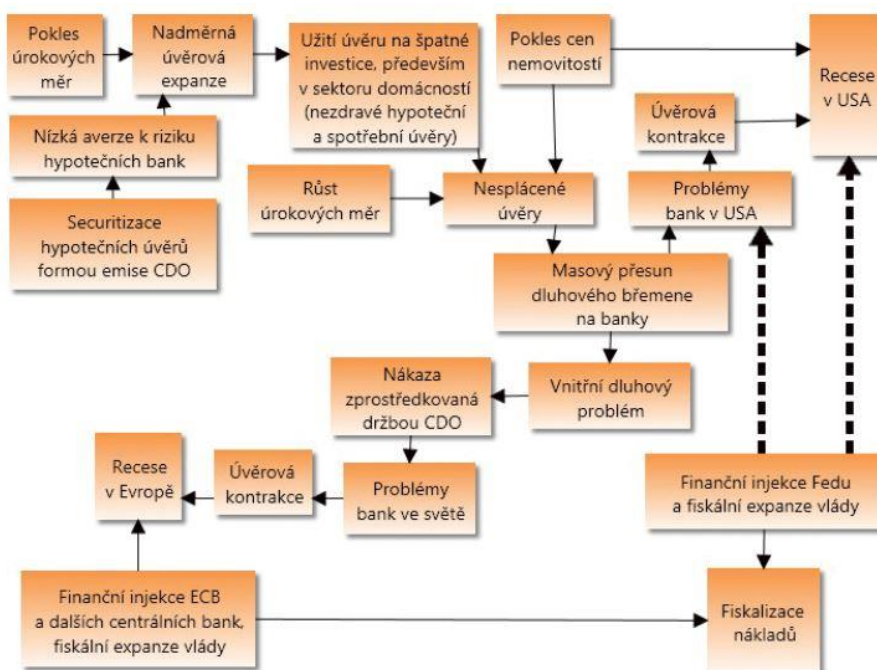 Pokles
úrokových
měr
Nadměrná
úvěrová
expanze
Užití úvěru na špatné
investice, především
v sektoru domácností
(nezdravé hypoteční
a spotřební úvěry)
Pokles cen
nemovitostí
Recese
v USA
Nízká averze k riziku
hypotečních bank
Úvěrová
kontrakce
Securitizace
hypotečních úvěrů
formou emise CDO
Růst
úrokových měr
Nesplácené
úvěry
Problémy
bank v USA
Masový přesun
dluhového břemene
na banky
Nákaza
zprostředkovaná
držbou CDO
Vnitřní dluhový
problém
Recese
v Evropě
Úvěrová
kontrakce
Problémy
bank ve světě
Finanční injekce Fedu
a fiskální expanze vlády
Finanční injekce ECB
a dalších centrálních bank,
fiskální expanze vlády
Fiskalizace
nákladů